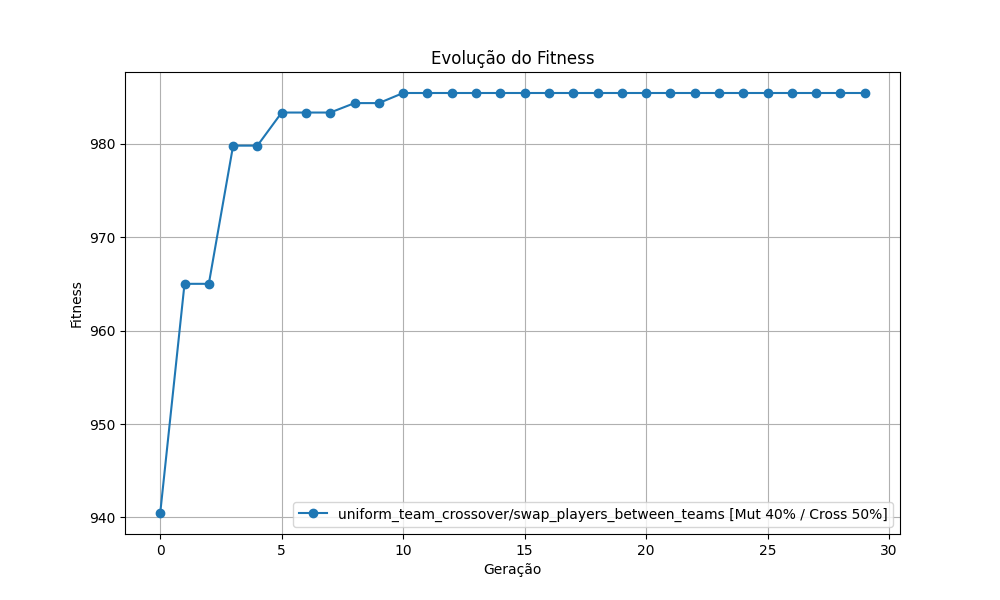 Evolução do Fitness
Fitness
980
970
960
950
940
uniform_team_crossover/swap_players_between_teams [Mut 40% / Cross 50%]
0 5 10 15 20 25 30
Geração